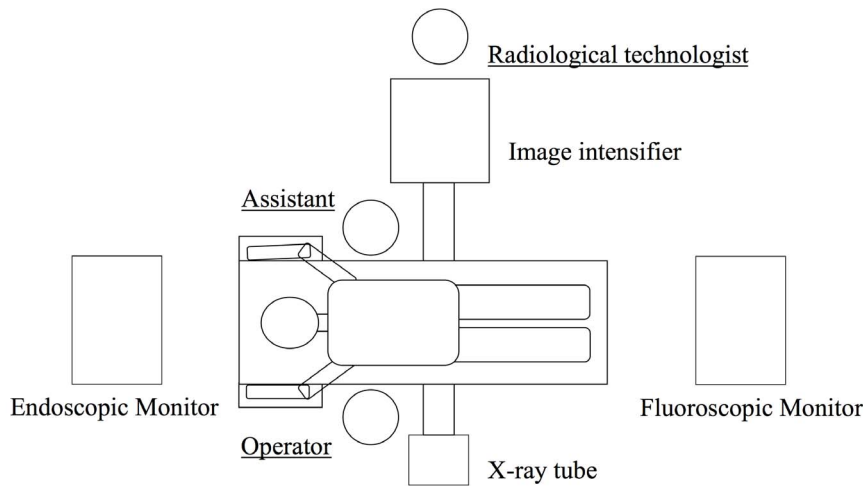 Radiological technologist
Image intensifier
Assistant
Endoscopic Monitor
Fluoroscopic Monitor
Operator
X-ray tube